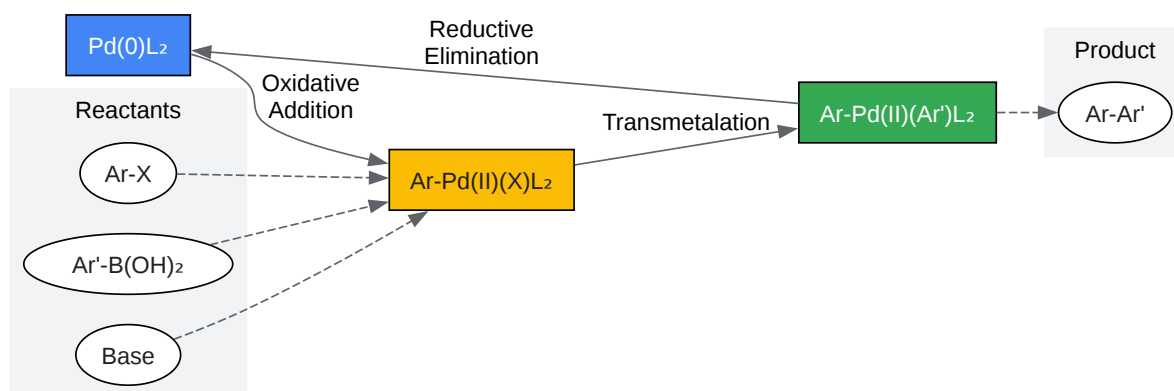 Pd(0)L₂
Reductive
Elimination
Product
Oxidative
Addition
Reactants
Ar-Pd(II)(Ar')L₂
Ar-Ar'
Transmetalation
Ar-X
Ar-Pd(II)(X)L₂
Ar'-B(OH)₂
Base